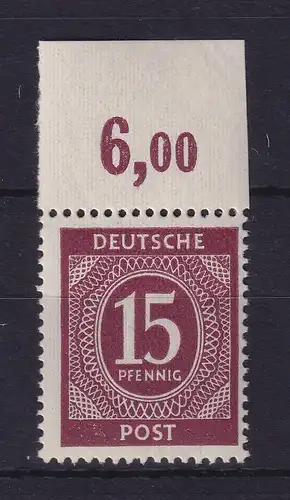 6,00
DEUTSCHE
15
PFENNIG
POST